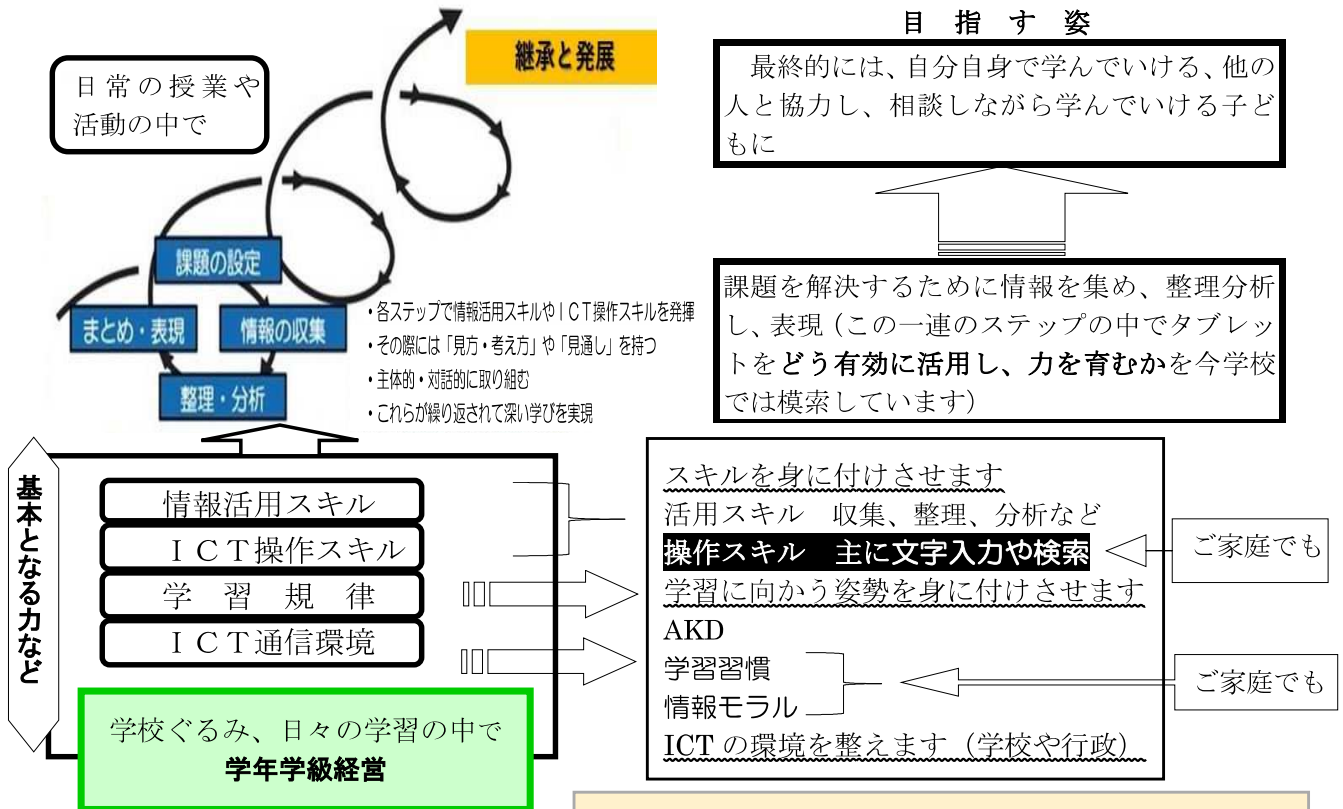 目指す姿
継承と発展
日常の授業や
活動の中で
最終的には、自分自身で学んでいける、他の
人と協力し、相談しながら学んでいける子ど
もに
課題の設定
まとめ・表現
情報の収集
整理・分析
・各ステップで情報活用スキルやICT操作スキルを発揮
・その際には「見方・考え方」や「見通し」を持つ
・主体的・対話的に取り組む
・これらが繰り返されて深い学びを実現
課題を解決するために情報を集め、整理分析
し、表現（この一連のステップの中でタブレッ
トをどう有効に活用し、力を育むかを今学校
では模索しています）
基本となる力など
情報活用スキル
ICT操作スキル
学習規律
ICT通信環境
学校ぐるみ、日々の学習の中で
学年学級経営
スキルを身に付けさせます
活用スキル　収集、整理、分析など
操作スキル　主に文字入力や検索
学習に向かう姿勢を身に付けさせます
AKD
学習習慣
情報モラル
ICTの環境を整えます（学校や行政）
ご家庭でも
ご家庭でも